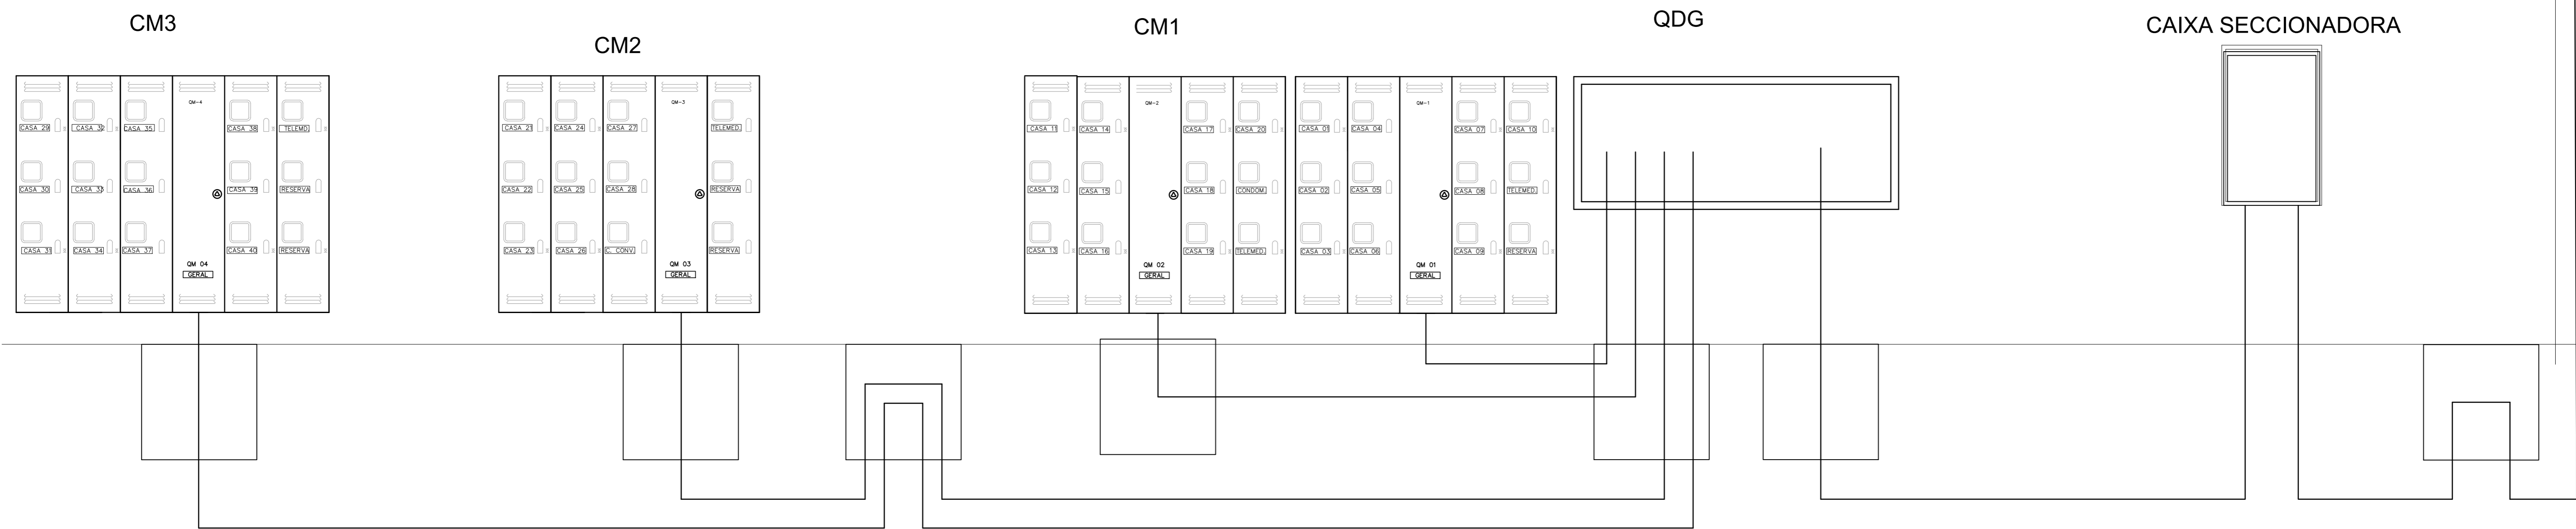 CM3
CM2
CM1
QDG
CAIXA SECCIONADORA
QM-4
CASA 29
CASA 32
CASA 35
CASA 38
TELEMD.
CASA 30
CASA 33
CASA 36
CASA 39
RESERVA
CASA 31
CASA 34
CASA 37
CASA 40
RESERVA
QM 04
GERAL
QM-3
CASA 21
CASA 24
CASA 27
TELEMED.
CASA 22
CASA 25
CASA 28
RESERVA
CASA 23
CASA 26
C. CONV.
RESERVA
QM 03
GERAL
QM-2
CASA 11
CASA 14
CASA 17
CASA 20
CASA 12
CASA 15
CASA 18
CONDOM.
CASA 13
CASA 16
CASA 19
TELEMED.
QM 02
GERAL
QM-1
CASA 01
CASA 04
CASA 07
CASA 10
CASA 02
CASA 05
CASA 08
TELEMED.
CASA 03
CASA 06
CASA 09
RESERVA
QM 01
GERAL